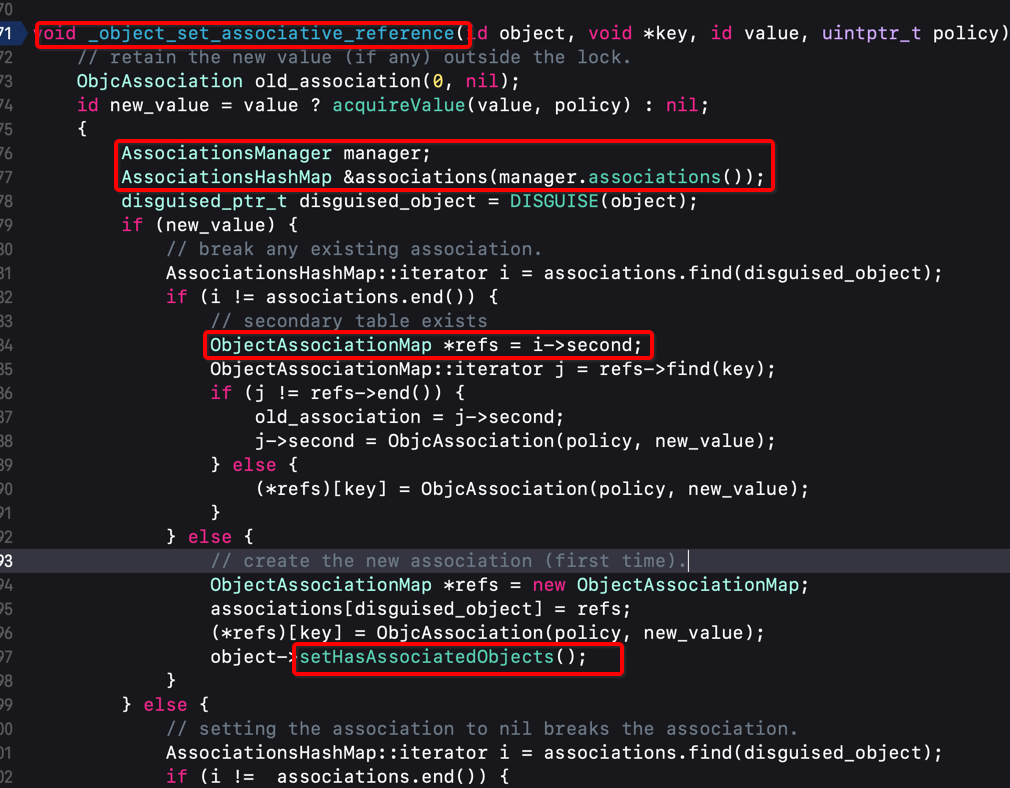 70
71 void _object_set_associative_reference(id object, void *key, id value, uintptr_t policy)
72 // retain the new value (if any) outside the lock.
73 ObjcAssociation old_association(0, nil);
74 id new_value = value ? acquireValue(value, policy) : nil;
75 {
76 AssociationsManager manager;
77 AssociationsHashMap &associations(manager.associations());
78 disguised_ptr_t disguised_object = DISGUISE(object);
79 if (new_value) {
80 // break any existing association.
81 AssociationsHashMap::iterator i = associations.find(disguised_object);
82 if (i != associations.end()) {
83 // secondary table exists
84 ObjectAssociationMap *refs = i->second;
85 ObjectAssociationMap::iterator j = refs->find(key);
86 if (j != refs->end()) {
87 old_association = j->second;
88 j->second = ObjcAssociation(policy, new_value);
89 } else {
90 (*refs)[key] = ObjcAssociation(policy, new_value);
91 }
92 } else {
93 // create the new association (first time).
94 ObjectAssociationMap *refs = new ObjectAssociationMap;
95 associations[disguised_object] = refs;
96 (*refs)[key] = ObjcAssociation(policy, new_value);
97 object->setHasAssociatedObjects();
98 }
99 } else {
00 // setting the association to nil breaks the association.
01 AssociationsHashMap::iterator i = associations.find(disguised_object);
02 if (i !=  associations.end()) {